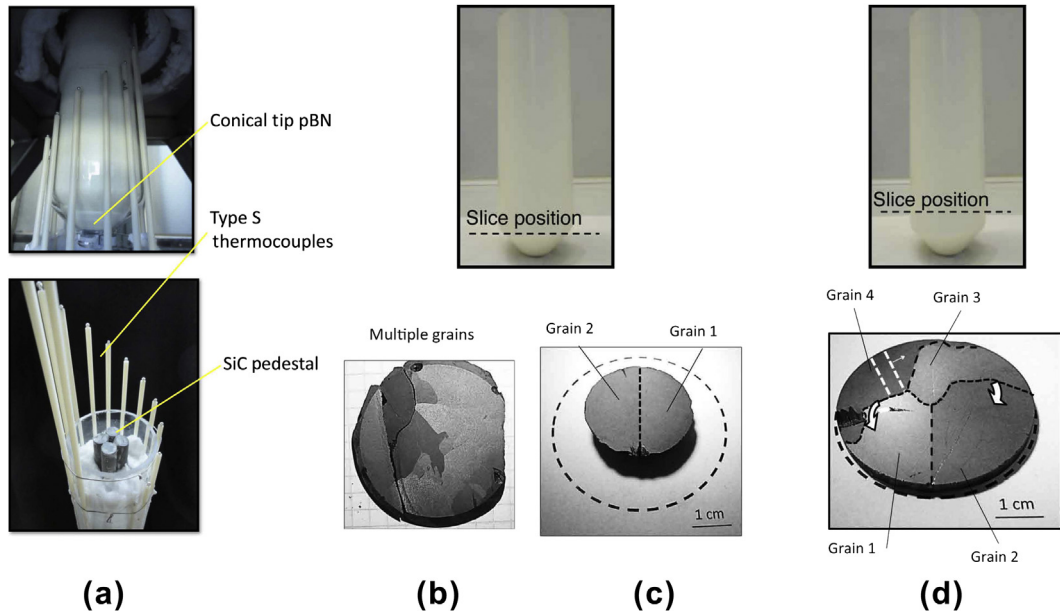 Conical tip pBN
Type S
thermocouples
SiC pedestal
(a)
Slice position
Multiple grains
(b)
Grain 2
Grain 1
1 cm
(c)
Slice position
Grain 4
Grain 3
1 cm
Grain 1
Grain 2
(d)